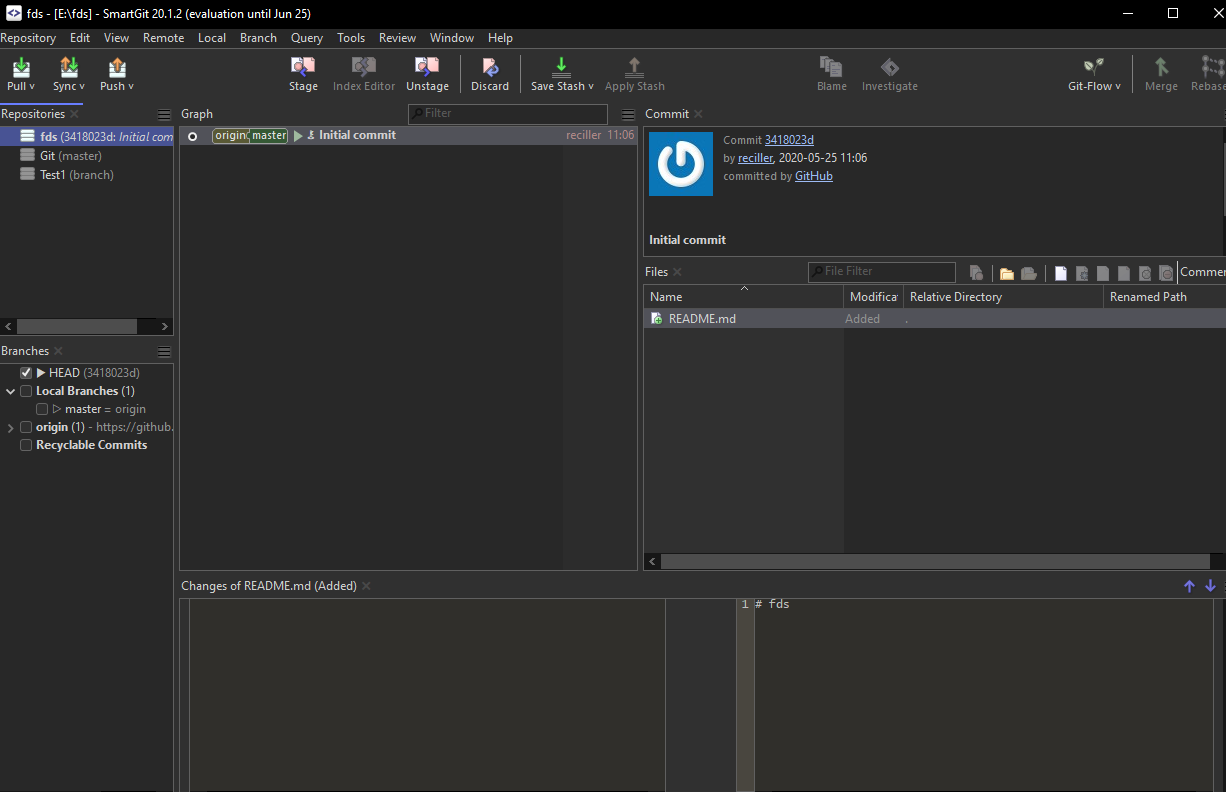 fds - [E:\fds] - SmartGit 20.1.2 (evaluation until Jun 25)
Repository Edit View Remote Local Branch Query Tools Review Window Help
Pull Sync Push Stage Index Editor Unstage Discard Save Stash Apply Stash Blame Investigate Git-Flow Merge Rebase
Repositories
fds (3418023d: Initial com
Git (master)
Test1 (branch)
Branches
HEAD (3418023d)
Local Branches (1)
master = origin
origin (1) - https://github.
Recyclable Commits
Graph
Filter
origin master Initial commit reciller 11:06
Commit
Commit 3418023d
by reciller, 2020-05-25 11:06
committed by GitHub
Initial commit
Files
File Filter
Commen
Name Modifica Relative Directory Renamed Path
README.md Added .
Changes of README.md (Added)
1 # fds